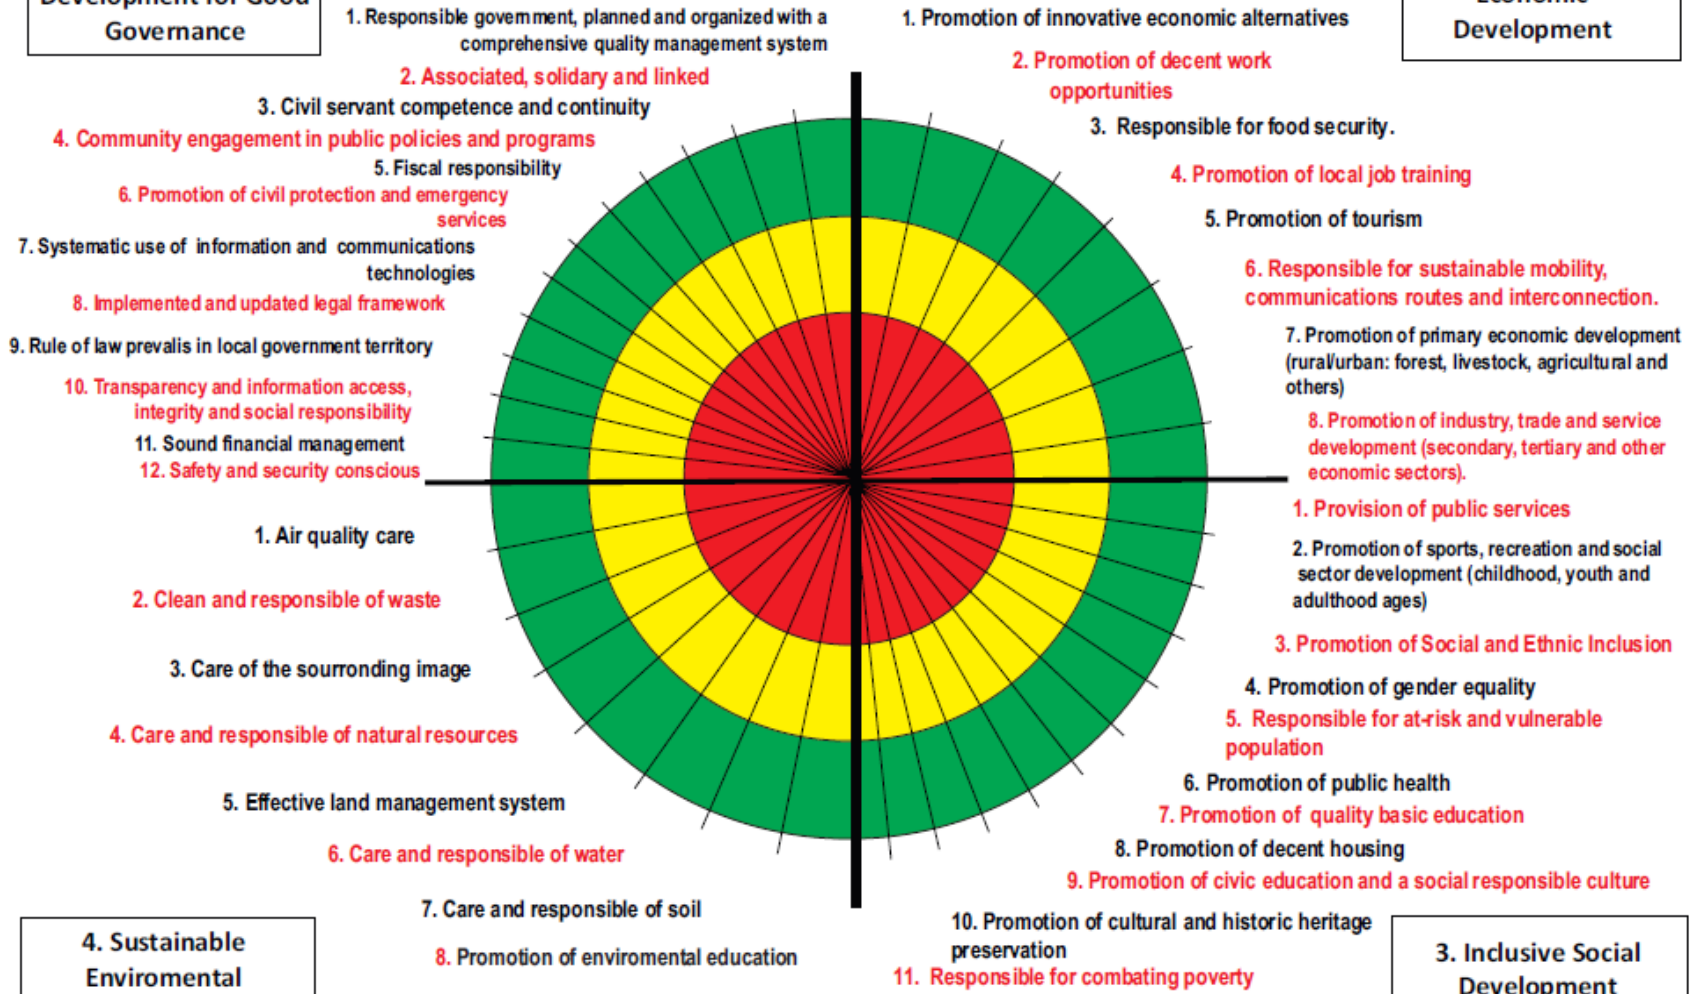 Development for Good
Governance
1. Responsible government, planned and organized with a
comprehensive quality management system
2. Associated, solidary and linked
3. Civil servant competence and continuity
4. Community engagement in public policies and programs
5. Fiscal responsibility
6. Promotion of civil protection and emergency
services
7. Systematic use of information and communications
technologies
8. Implemented and updated legal framework
9. Rule of law prevalis in local government territory
10. Transparency and information access,
integrity and social responsibility
11. Sound financial management
12. Safety and security conscious
Economic
Development
1. Promotion of innovative economic alternatives
2. Promotion of decent work
opportunities
3. Responsible for food security.
4. Promotion of local job training
5. Promotion of tourism
6. Responsible for sustainable mobility,
communications routes and interconnection.
7. Promotion of primary economic development
(rural/urban: forest, livestock, agricultural and
others)
8. Promotion of industry, trade and service
development (secondary, tertiary and other
economic sectors).
1. Provision of public services
2. Promotion of sports, recreation and social
sector development (childhood, youth and
adulthood ages)
3. Promotion of Social and Ethnic Inclusion
4. Promotion of gender equality
5. Responsible for at-risk and vulnerable
population
6. Promotion of public health
7. Promotion of quality basic education
8. Promotion of decent housing
9. Promotion of civic education and a social responsible culture
10. Promotion of cultural and historic heritage
preservation
11. Responsible for combating poverty
3. Inclusive Social
Development
1. Air quality care
2. Clean and responsible of waste
3. Care of the sourronding image
4. Care and responsible of natural resources
5. Effective land management system
6. Care and responsible of water
7. Care and responsible of soil
8. Promotion of enviromental education
4. Sustainable
Enviromental